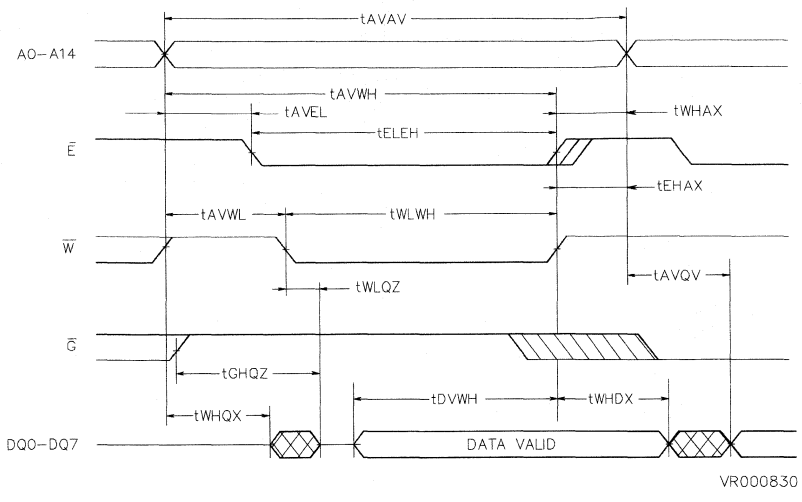 tAVAV
A0-A14
tAVWH
tAVEL
tWHAX
tELEH
E̅
tEHAX
tAVWL
tWLWH
W̅
tAVQV
tWLQZ
G̅
tGHQZ
tDVWH
tWHDX
tWHQX
DQ0-DQ7
DATA VALID
VR000830